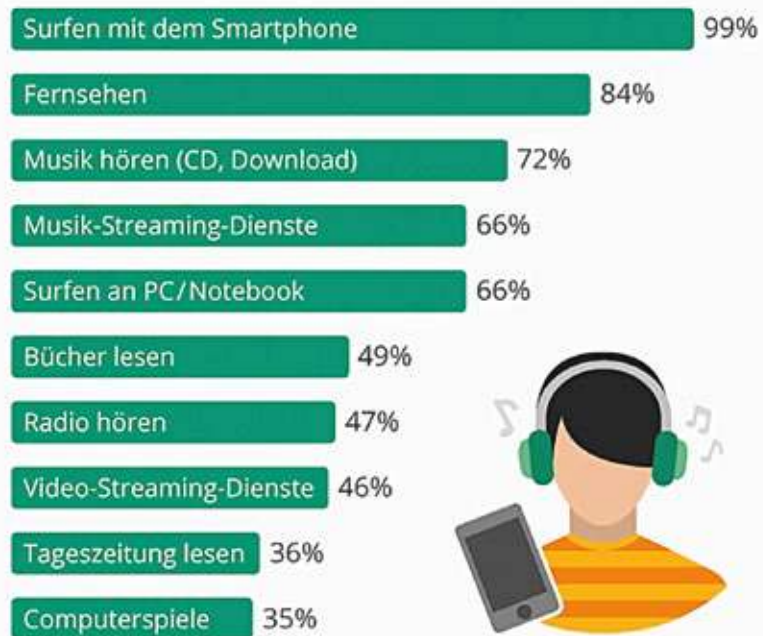 Surfen mit dem Smartphone 99%
Fernsehen 84%
Musik hören (CD, Download) 72%
Musik-Streaming-Dienste 66%
Surfen an PC/Notebook 66%
Bücher lesen 49%
Radio hören 47%
Video-Streaming-Dienste 46%
Tageszeitung lesen 36%
Computerspiele 35%